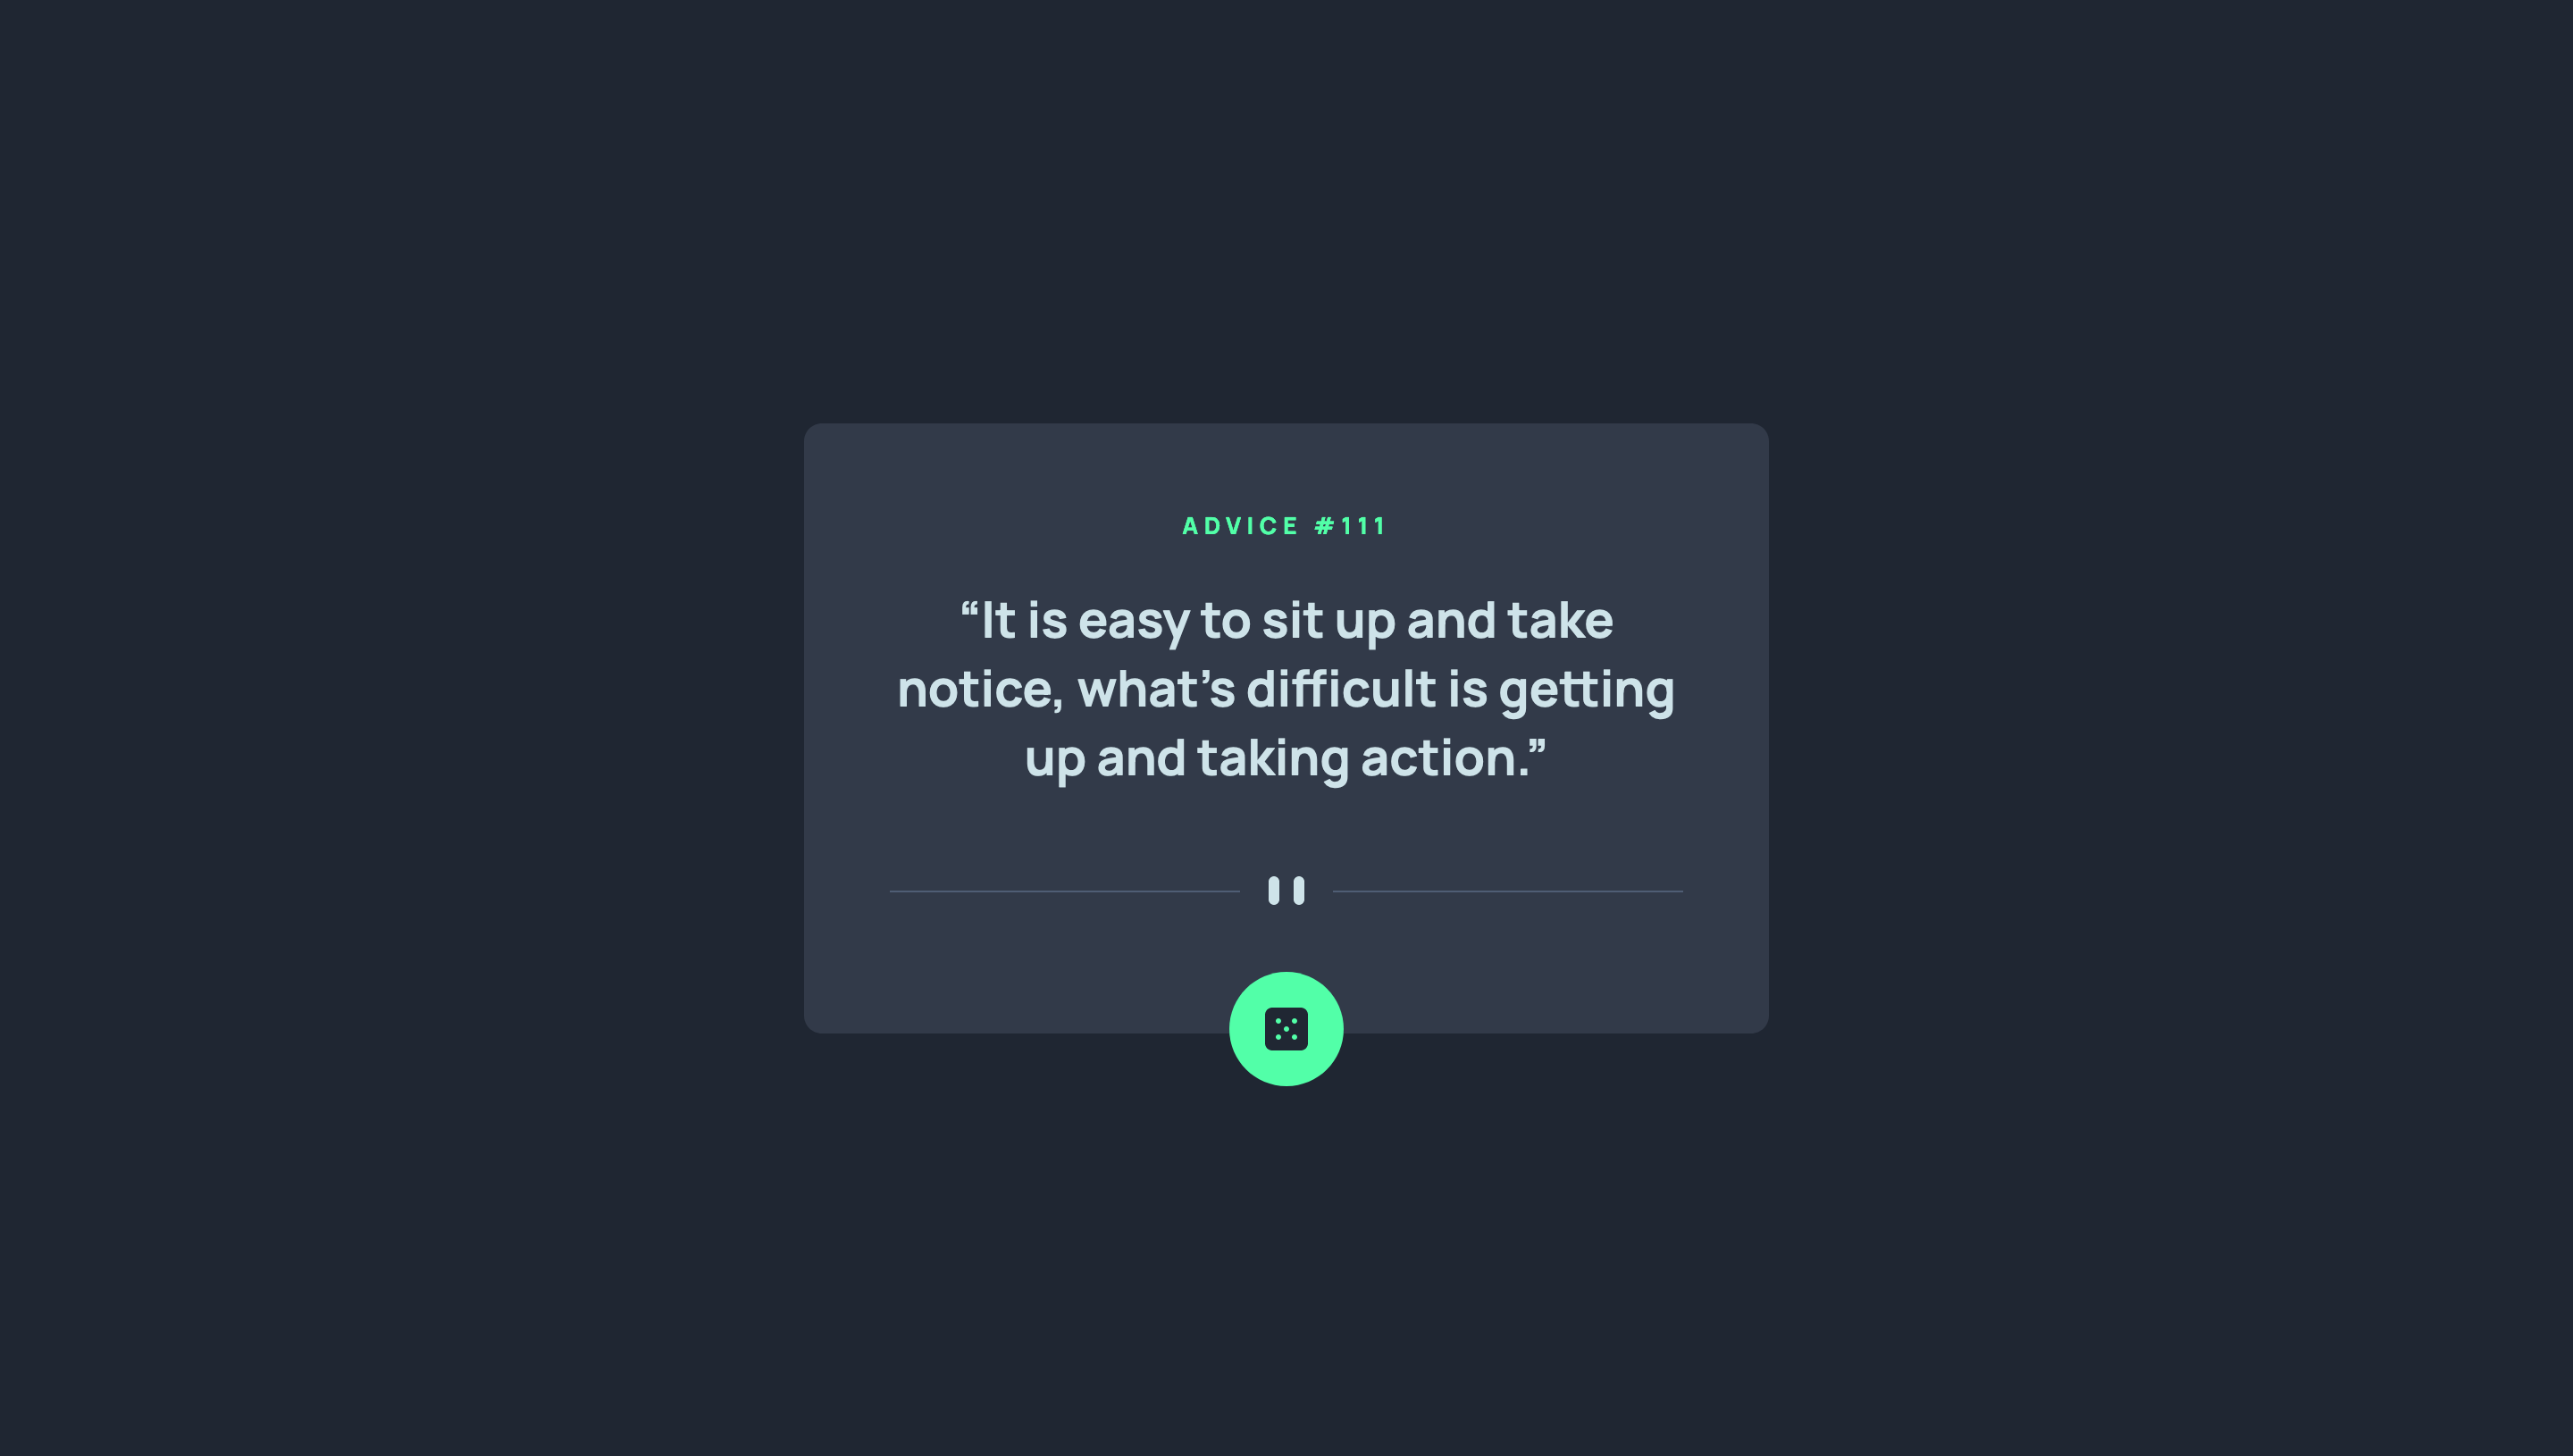 ADVICE #111
“It is easy to sit up and take
notice, what’s difficult is getting
up and taking action.”